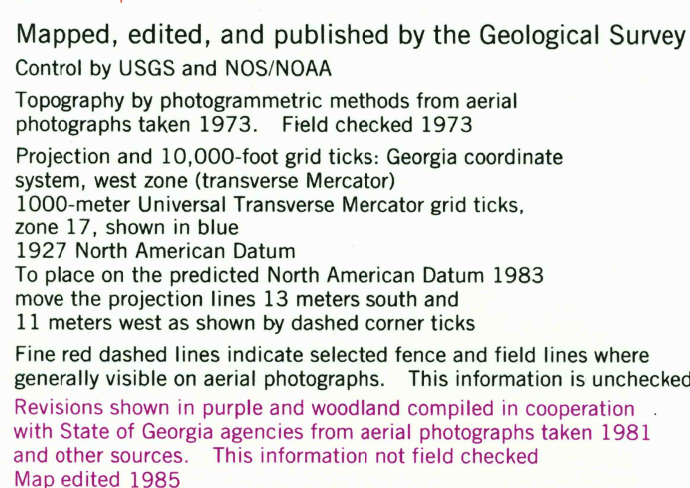 Mapped, edited, and published by the Geological Survey
Control by USGS and NOS/NOAA
Topography by photogrammetric methods from aerial
photographs taken 1973. Field checked 1973
Projection and 10,000-foot grid ticks: Georgia coordinate
system, west zone (transverse Mercator)
1000-meter Universal Transverse Mercator grid ticks,
zone 17, shown in blue
1927 North American Datum
To place on the predicted North American Datum 1983
move the projection lines 13 meters south and
11 meters west as shown by dashed corner ticks
Fine red dashed lines indicate selected fence and field lines where
generally visible on aerial photographs. This information is unchecked
Revisions shown in purple and woodland compiled in cooperation
with State of Georgia agencies from aerial photographs taken 1981
and other sources. This information not field checked
Map edited 1985